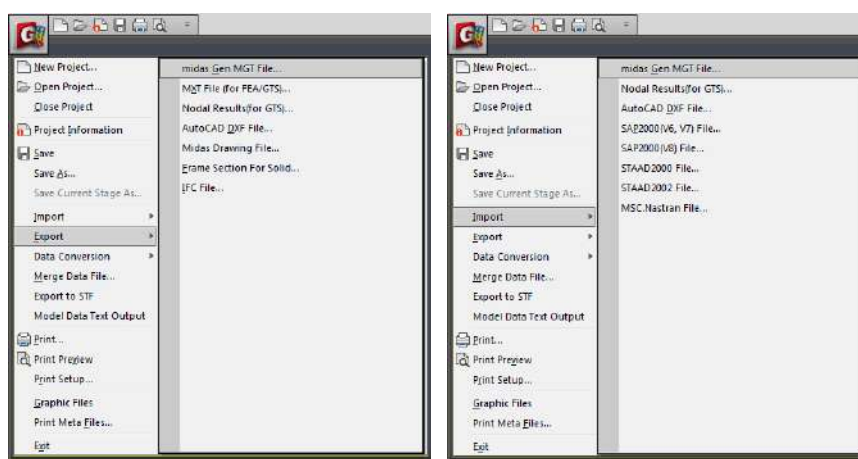 New Project...
Open Project...
Close Project
Project Information
Save
Save As...
Save Current Stage As...
Import
Export
Data Conversion
Merge Data File...
Export to STF
Model Data Text Output
Print...
Print Preview
Print Setup...
Graphic Files
Print Meta Files...
Exit
midas Gen MGT File...
MXT File (for FEA/GTS)...
Nodal Results(for GTS)...
AutoCAD DXF File...
Midas Drawing File...
Frame Section For Solid...
IFC File...
New Project...
Open Project...
Close Project
Project Information
Save
Save As...
Save Current Stage As...
Import
Export
Data Conversion
Merge Data File...
Export to STF
Model Data Text Output
Print...
Print Preview
Print Setup...
Graphic Files
Print Meta Files...
Exit
midas Gen MGT File...
Nodal Results(for GTS)...
AutoCAD DXF File...
SAP2000(V6, V7) File...
SAP2000(V8) File...
STAAD2000 File...
STAAD2002 File...
MSC.Nastran File...